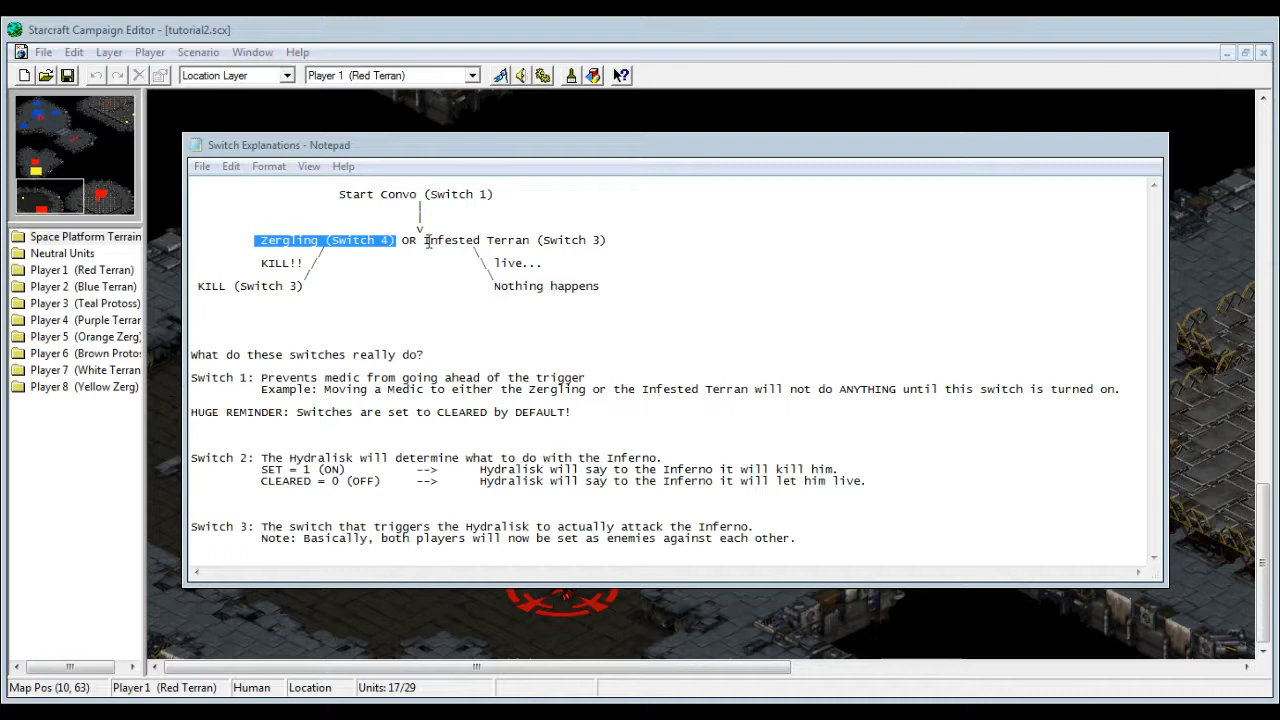 Starcraft Campaign Editor - [tutorial2.scx]
File Edit Layer Player Scenario Window Help
Location Layer Player 1 (Red Terran)
Switch Explanations - Notepad
File Edit Format View Help
Start Convo (Switch 1)
|
|
v
Zergling (Switch 4) OR Infested Terran (Switch 3)
/ \
KILL!! / \ live...
/ \
KILL (Switch 3) Nothing happens
What do these switches really do?
Switch 1: Prevents medic from going ahead of the trigger
Example: Moving a Medic to either the Zergling or the Infested Terran will not do ANYTHING until this switch is turned on.
HUGE REMINDER: Switches are set to CLEARED by DEFAULT!
Switch 2: The Hydralisk will determine what to do with the Inferno.
SET = 1 (ON) --> Hydralisk will say to the Inferno it will kill him.
CLEARED = 0 (OFF) --> Hydralisk will say to the Inferno it will let him live.
Switch 3: The switch that triggers the Hydralisk to actually attack the Inferno.
Note: Basically, both players will now be set as enemies against each other.
Space Platform Terrain
Neutral Units
Player 1 (Red Terran)
Player 2 (Blue Terran)
Player 3 (Teal Protoss)
Player 4 (Purple Terra
Player 5 (Orange Zerg)
Player 6 (Brown Protos
Player 7 (White Terran
Player 8 (Yellow Zerg)
Map Pos (10, 63) Player 1 (Red Terran) Human Location Units: 17/29